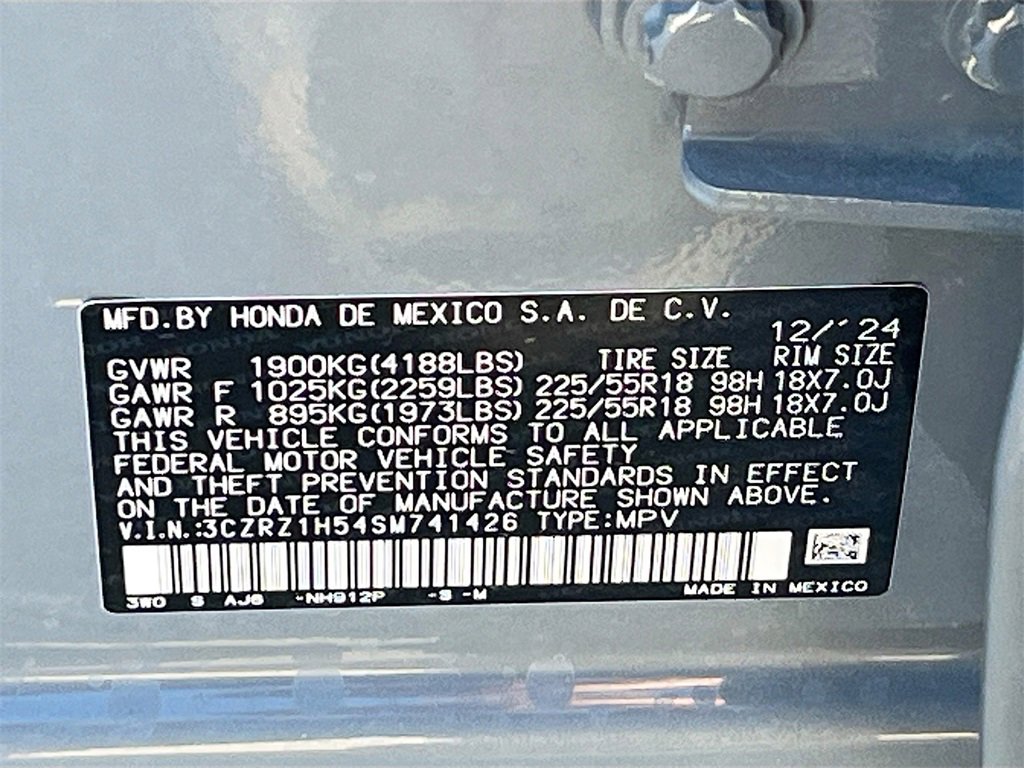 MFD.BY HONDA DE MEXICO S.A. DE C.V.
12/'24
GVWR 1900KG(4188LBS) TIRE SIZE RIM SIZE
GAWR F 1025KG(2259LBS) 225/55R18 98H 18X7.0J
GAWR R 895KG(1973LBS) 225/55R18 98H 18X7.0J
THIS VEHICLE CONFORMS TO ALL APPLICABLE
FEDERAL MOTOR VEHICLE SAFETY
AND THEFT PREVENTION STANDARDS IN EFFECT
ON THE DATE OF MANUFACTURE SHOWN ABOVE.
V.I.N.:3CZRZ1H54SM741426 TYPE:MPV
3W0 S AJ6 -NH912P -S -M MADE IN MEXICO